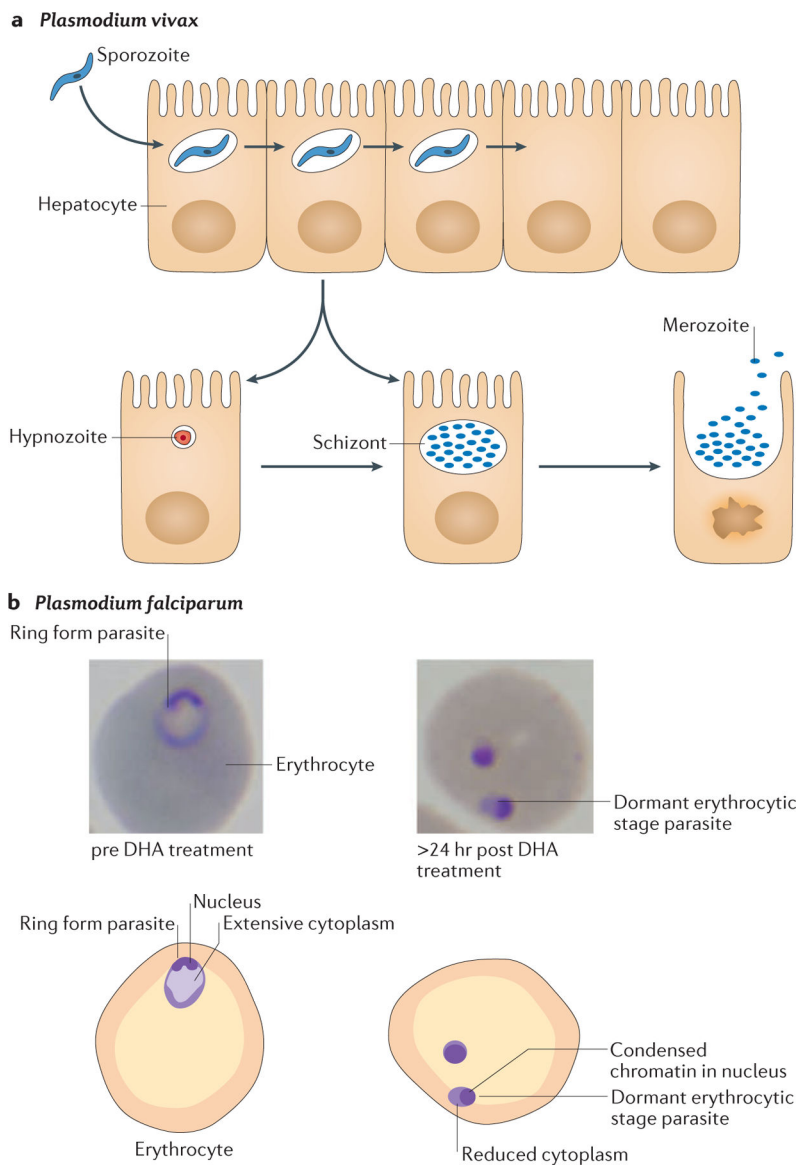 a Plasmodium vivax
Sporozoite
Hepatocyte
Merozoite
Hypnozoite
Schizont
b Plasmodium falciparum
Ring form parasite
Erythrocyte
Dormant erythrocytic
stage parasite
pre DHA treatment
>24 hr post DHA
treatment
Nucleus
Ring form parasite
Extensive cytoplasm
Condensed
chromatin in nucleus
Dormant erythrocytic
stage parasite
Erythrocyte
Reduced cytoplasm